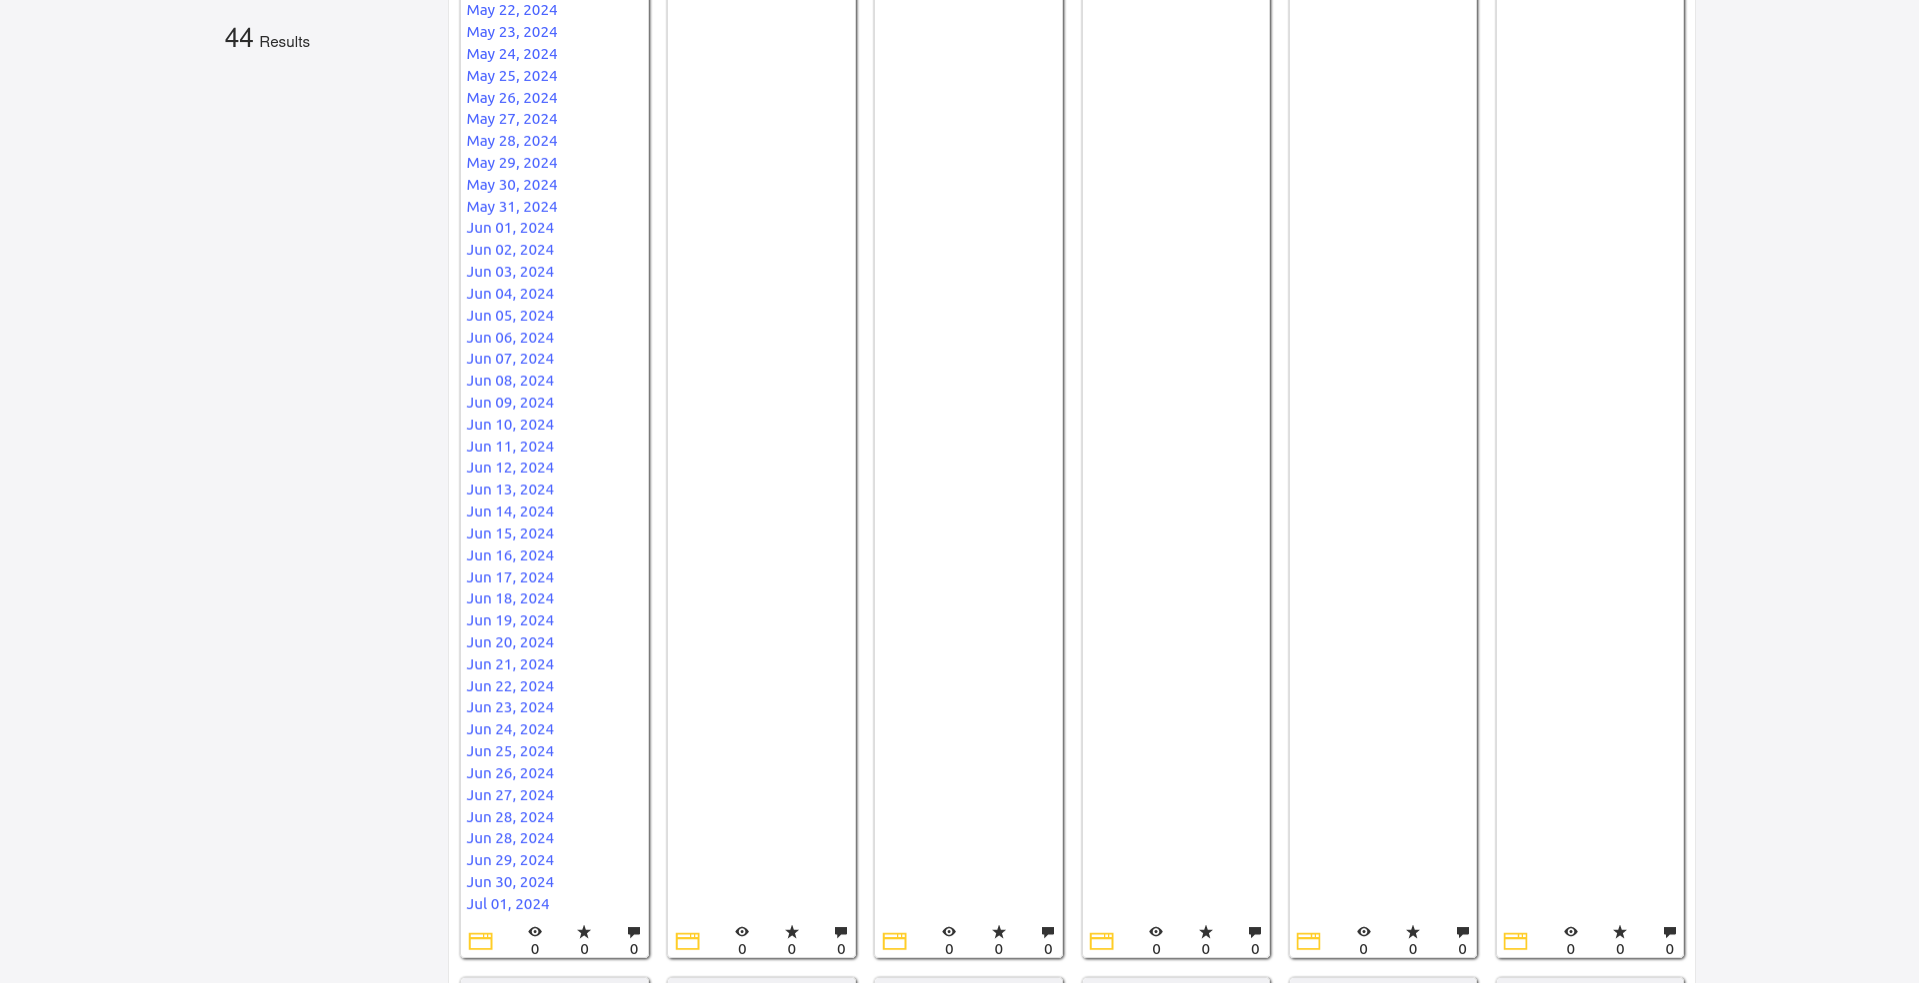 44 Results
May 22, 2024
May 23, 2024
May 24, 2024
May 25, 2024
May 26, 2024
May 27, 2024
May 28, 2024
May 29, 2024
May 30, 2024
May 31, 2024
Jun 01, 2024
Jun 02, 2024
Jun 03, 2024
Jun 04, 2024
Jun 05, 2024
Jun 06, 2024
Jun 07, 2024
Jun 08, 2024
Jun 09, 2024
Jun 10, 2024
Jun 11, 2024
Jun 12, 2024
Jun 13, 2024
Jun 14, 2024
Jun 15, 2024
Jun 16, 2024
Jun 17, 2024
Jun 18, 2024
Jun 19, 2024
Jun 20, 2024
Jun 21, 2024
Jun 22, 2024
Jun 23, 2024
Jun 24, 2024
Jun 25, 2024
Jun 26, 2024
Jun 27, 2024
Jun 28, 2024
Jun 28, 2024
Jun 29, 2024
Jun 30, 2024
Jul 01, 2024
0 0 0 0 0 0 0 0 0 0 0 0 0 0 0 0 0 0